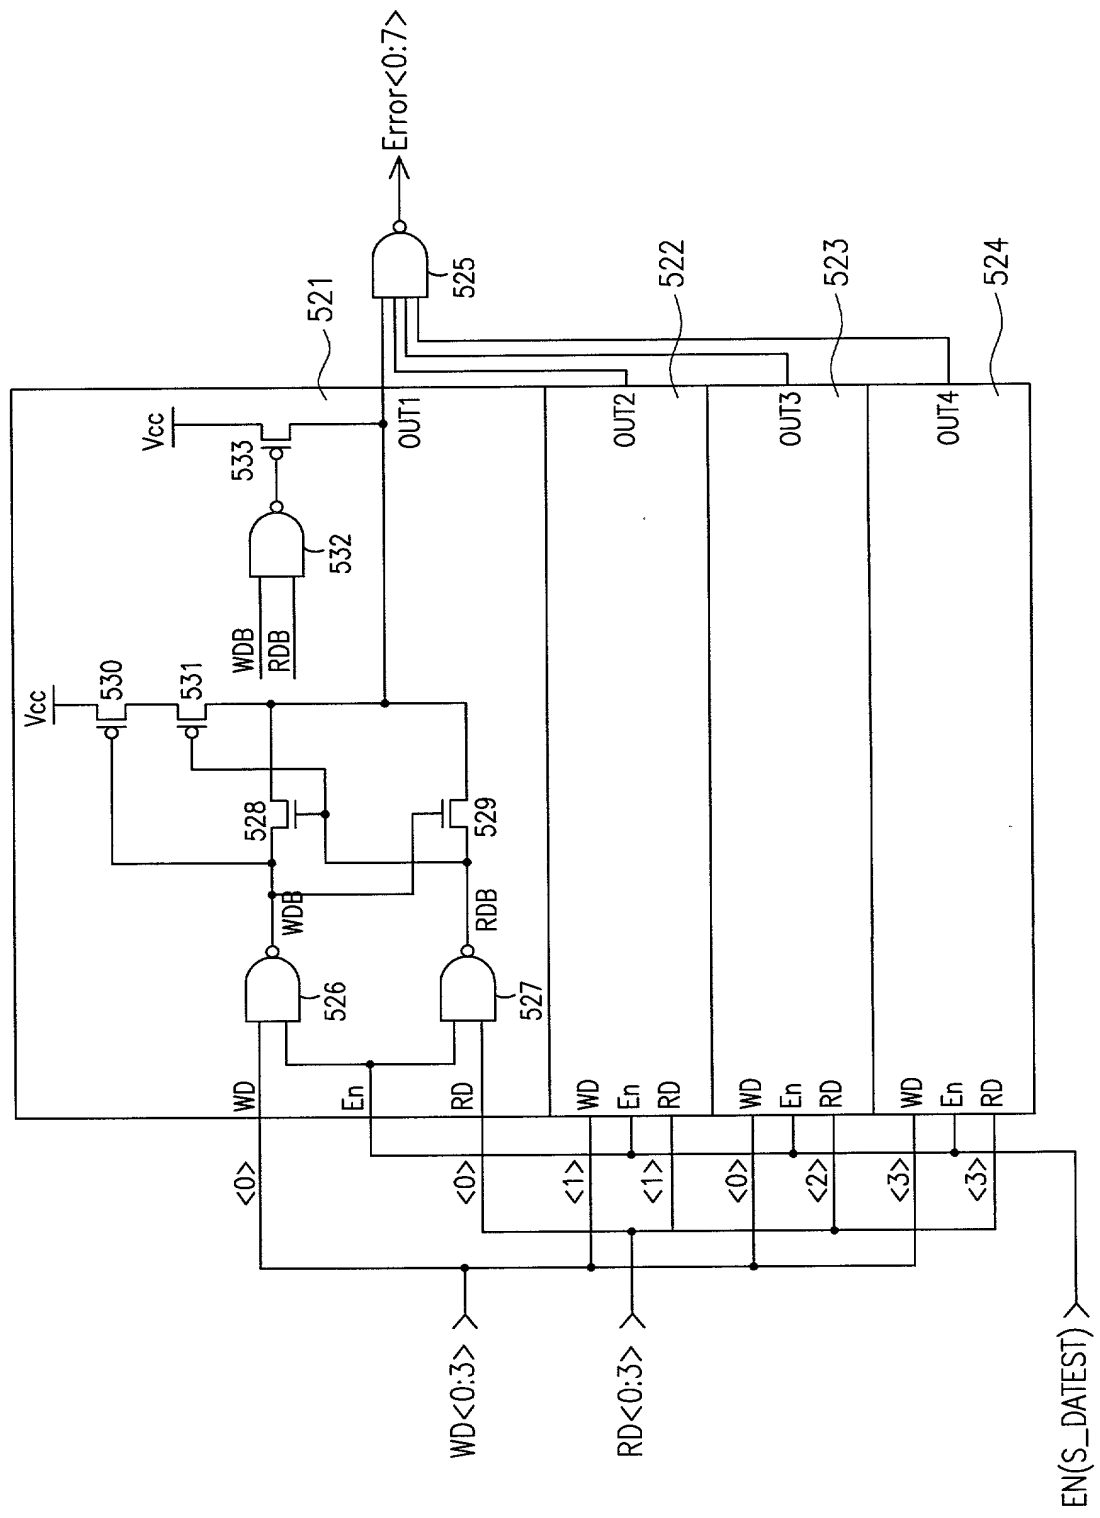 WD<0:3>
RD<0:3>
EN(S_DATEST)
<0>
<0>
<1>
<1>
<0>
<2>
<3>
<3>
WD
En
RD
WD
En
RD
WD
En
RD
WD
En
RD
526
527
WDB
RDB
528
529
Vcc
530
531
WDB
RDB
532
533
Vcc
OUT1
OUT2
OUT3
OUT4
521
522
523
524
525
Error<0:7>